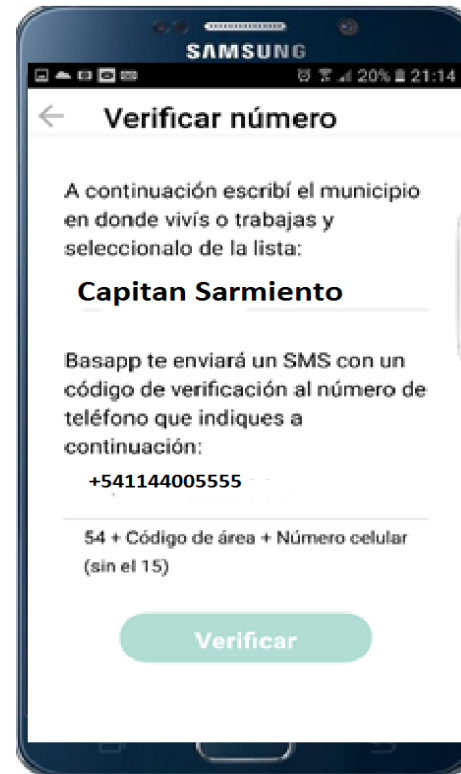 SAMSUNG
20% 21:14
Verificar número
A continuación escribí el municipio
en donde vivís o trabajas y
seleccionalo de la lista:
Capitan Sarmiento
Basapp te enviará un SMS con un
código de verificación al número de
teléfono que indiques a
continuación:
+541144005555
54 + Código de área + Número celular
(sin el 15)
Verificar